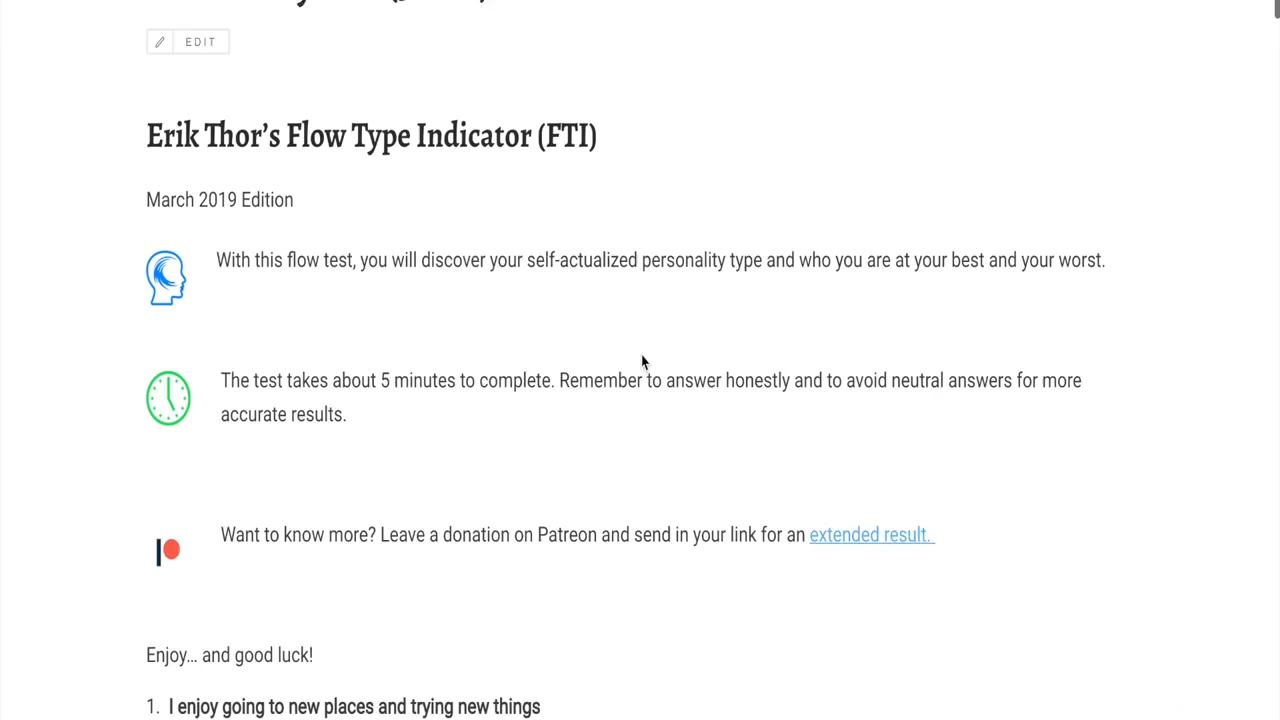 EDIT
Erik Thor’s Flow Type Indicator (FTI)
March 2019 Edition
With this flow test, you will discover your self-actualized personality type and who you are at your best and your worst.
The test takes about 5 minutes to complete. Remember to answer honestly and to avoid neutral answers for more
accurate results.
Want to know more? Leave a donation on Patreon and send in your link for an extended result.
Enjoy… and good luck!
1. I enjoy going to new places and trying new things